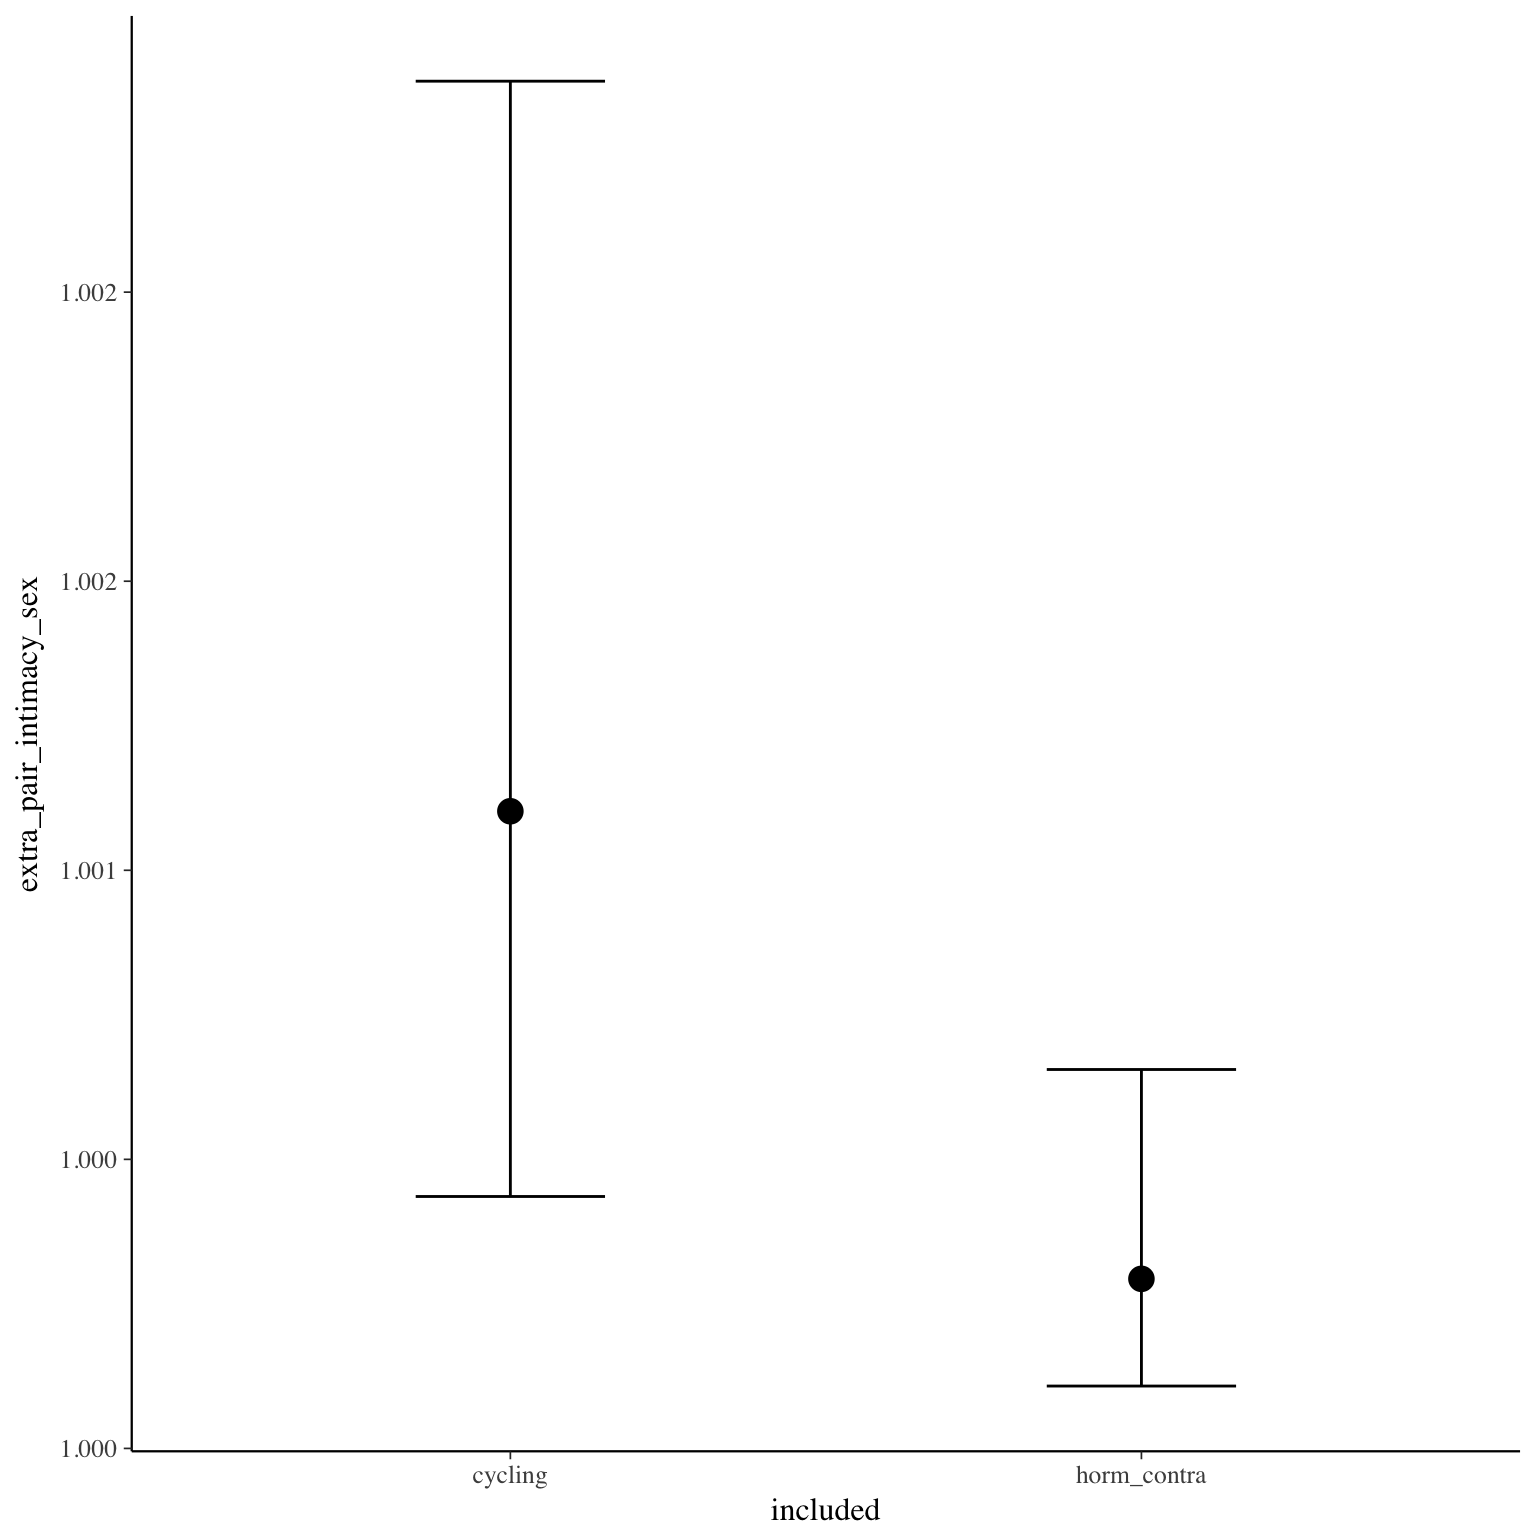 extra_pair_intimacy_sex
1.002
1.002
1.001
1.000
1.000
cycling
horm_contra
included